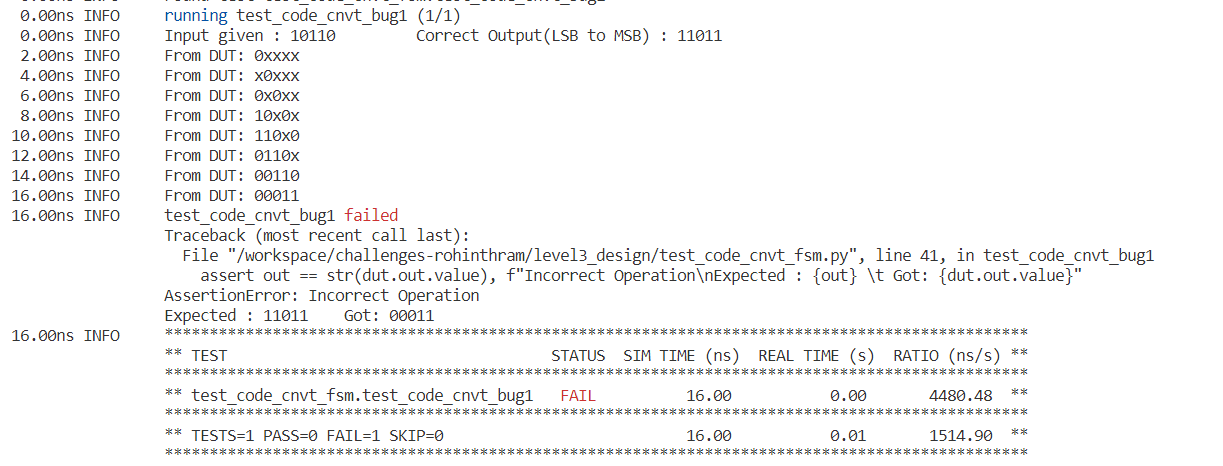 0.00ns INFO running test_code_cnvt_bug1 (1/1)
0.00ns INFO Input given : 10110 Correct Output(LSB to MSB) : 11011
2.00ns INFO From DUT: 0xxxx
4.00ns INFO From DUT: x0xxx
6.00ns INFO From DUT: 0x0xx
8.00ns INFO From DUT: 10x0x
10.00ns INFO From DUT: 110x0
12.00ns INFO From DUT: 0110x
14.00ns INFO From DUT: 00110
16.00ns INFO From DUT: 00011
16.00ns INFO test_code_cnvt_bug1 failed
Traceback (most recent call last):
File "/workspace/challenges-rohinthram/level3_design/test_code_cnvt_fsm.py", line 41, in test_code_cnvt_bug1
assert out == str(dut.out.value), f"Incorrect Operation\nExpected : {out} \t Got: {dut.out.value}"
AssertionError: Incorrect Operation
Expected : 11011 Got: 00011
16.00ns INFO ************************************************************************************************
** TEST STATUS SIM TIME (ns) REAL TIME (s) RATIO (ns/s) **
************************************************************************************************
** test_code_cnvt_fsm.test_code_cnvt_bug1 FAIL 16.00 0.00 4480.48 **
************************************************************************************************
** TESTS=1 PASS=0 FAIL=1 SKIP=0 16.00 0.01 1514.90 **
************************************************************************************************